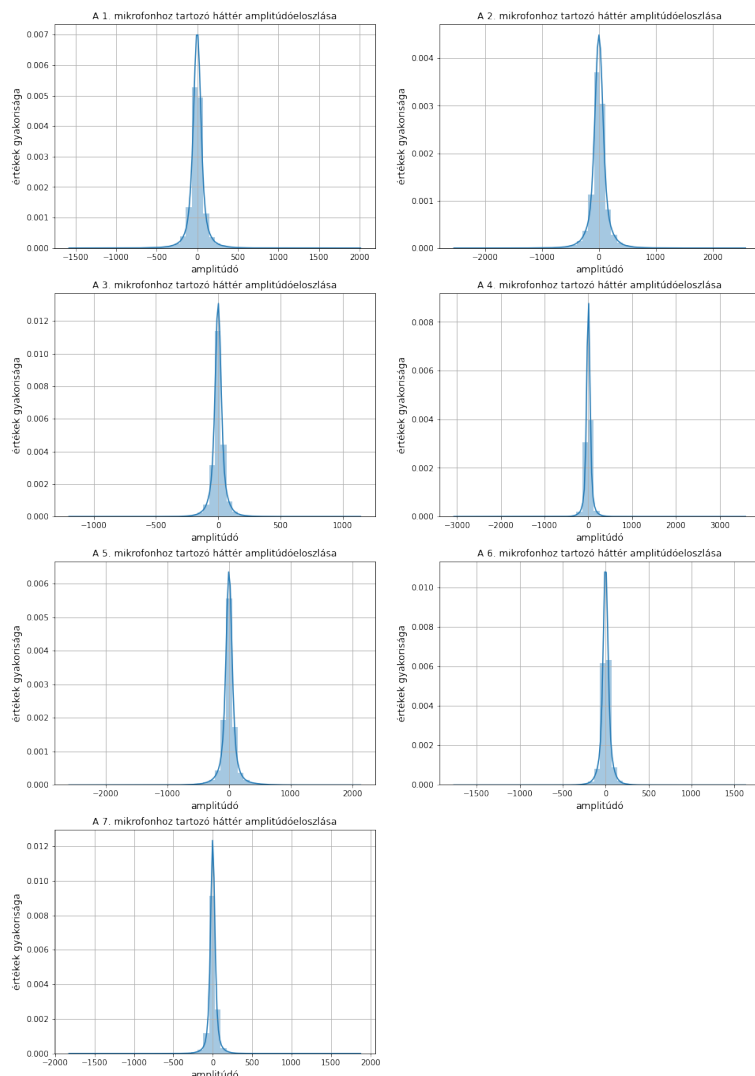 A 1. mikrofonhoz tartozó háttér amplitúdóeloszlása
értékek gyakorisága
0.007
0.006
0.005
0.004
0.003
0.002
0.001
0.000
−1500 −1000 −500 0 500 1000 1500 2000
amplitúdó
A 2. mikrofonhoz tartozó háttér amplitúdóeloszlása
értékek gyakorisága
0.004
0.003
0.002
0.001
0.000
−2000 −1000 0 1000 2000
amplitúdó
A 3. mikrofonhoz tartozó háttér amplitúdóeloszlása
értékek gyakorisága
0.012
0.010
0.008
0.006
0.004
0.002
0.000
−1000 −500 0 500 1000
amplitúdó
A 4. mikrofonhoz tartozó háttér amplitúdóeloszlása
értékek gyakorisága
0.008
0.006
0.004
0.002
0.000
−3000 −2000 −1000 0 1000 2000 3000
amplitúdó
A 5. mikrofonhoz tartozó háttér amplitúdóeloszlása
értékek gyakorisága
0.006
0.005
0.004
0.003
0.002
0.001
0.000
−2000 −1000 0 1000 2000
amplitúdó
A 6. mikrofonhoz tartozó háttér amplitúdóeloszlása
értékek gyakorisága
0.010
0.008
0.006
0.004
0.002
0.000
−1500 −1000 −500 0 500 1000 1500
amplitúdó
A 7. mikrofonhoz tartozó háttér amplitúdóeloszlása
értékek gyakorisága
0.012
0.010
0.008
0.006
0.004
0.002
0.000
−2000 −1500 −1000 −500 0 500 1000 1500 2000
amplitúdó